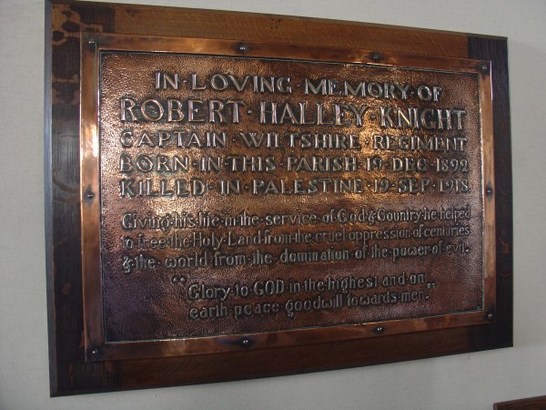 IN·LOVING·MEMORY·OF
ROBERT·HALLEY·KNIGHT
CAPTAIN·WILTSHIRE·REGIMENT
BORN·IN·THIS·PARISH·19·DEC·1892
KILLED·IN·PALESTINE·19·SEP·1918
Giving·his·life·in·the·service·of·God·&·Country·he·helped
to·free·the·Holy·Land·from·the·cruel·oppression·of·centuries
&·the·world·from·the·domination·of·the·power·of·evil.
"Glory·to·GOD·in·the·highest·and·on
earth·peace·goodwill·towards·men"